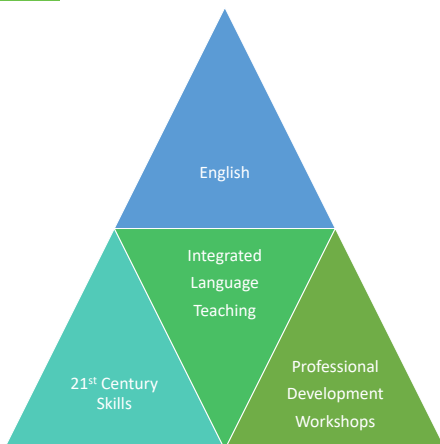 English
Integrated
Language
Teaching
21st Century
Skills
Professional
Development
Workshops